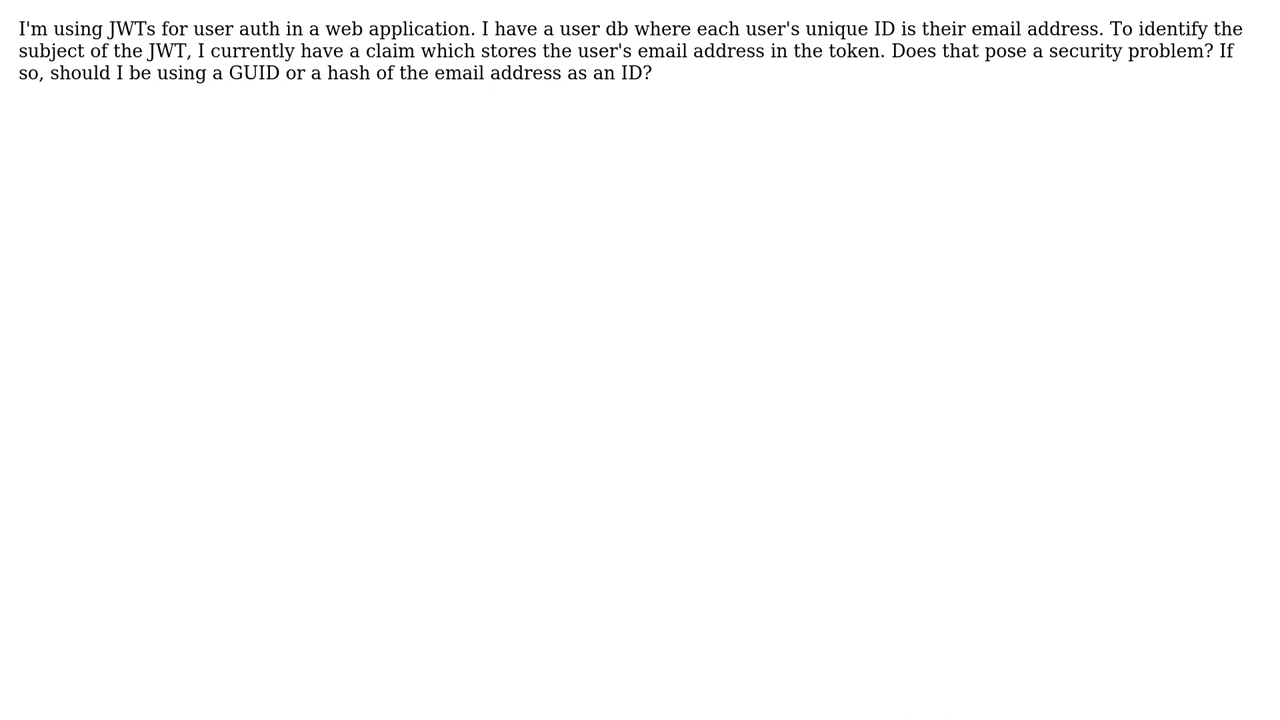 I'm using JWTs for user auth in a web application. I have a user db where each user's unique ID is their email address. To identify the
subject of the JWT, I currently have a claim which stores the user's email address in the token. Does that pose a security problem? If
so, should I be using a GUID or a hash of the email address as an ID?